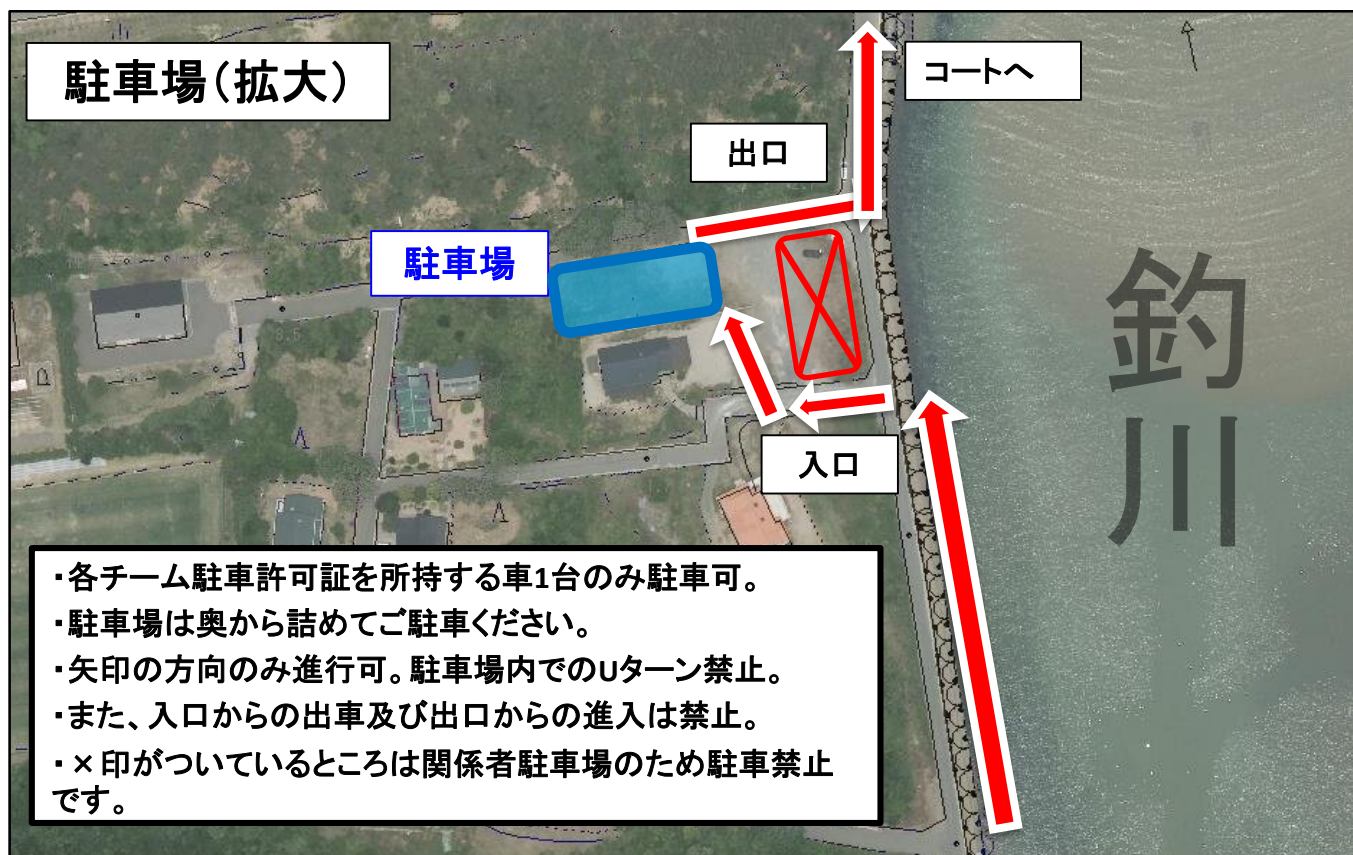 駐車場(拡大)
コートへ
出口
駐車場
入口
釣川
・各チーム駐車許可証を所持する車1台のみ駐車可。
・駐車場は奥から詰めてご駐車ください。
・矢印の方向のみ進行可。駐車場内でのUターン禁止。
・また、入口からの出車及び出口からの進入は禁止。
・×印がついているところは関係者駐車場のため駐車禁止
です。